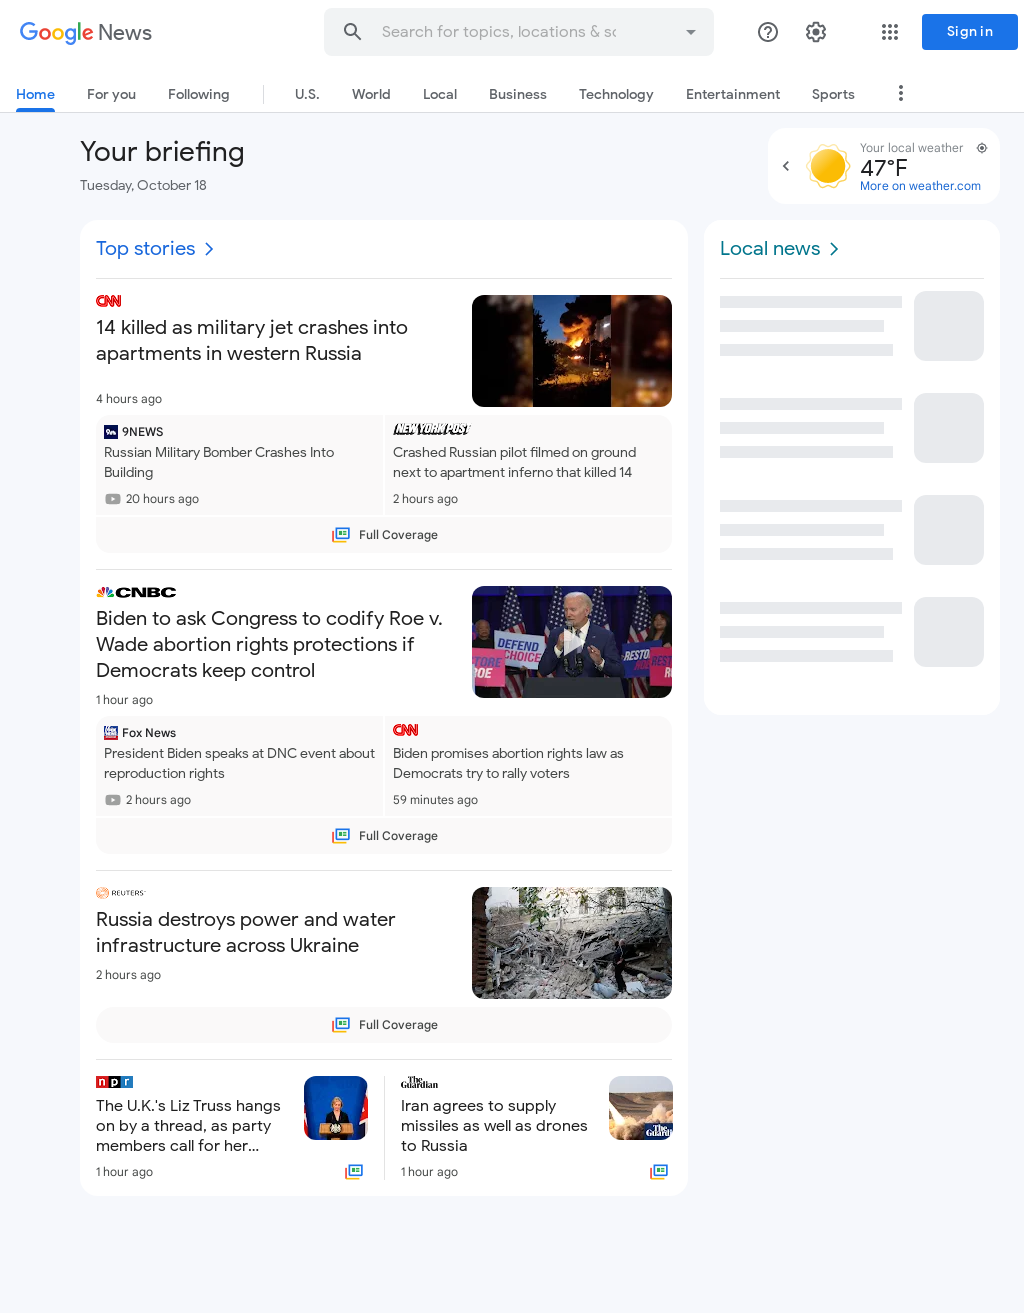 Google News
Search for topics, locations & so
Sign in
Home
For you
Following
U.S.
World
Local
Business
Technology
Entertainment
Sports
Your briefing
Tuesday, October 18
Your local weather
47°F
More on weather.com
Top stories
Local news
CNN
14 killed as military jet crashes into
apartments in western Russia
4 hours ago
9NEWS
Russian Military Bomber Crashes Into
Building
20 hours ago
NEW YORK POST
Crashed Russian pilot filmed on ground
next to apartment inferno that killed 14
2 hours ago
Full Coverage
CNBC
Biden to ask Congress to codify Roe v.
Wade abortion rights protections if
Democrats keep control
1 hour ago
DEFEND
CHOICE
RESTORE
ROE
Fox News
President Biden speaks at DNC event about
reproduction rights
2 hours ago
CNN
Biden promises abortion rights law as
Democrats try to rally voters
59 minutes ago
Full Coverage
REUTERS
Russia destroys power and water
infrastructure across Ukraine
2 hours ago
Full Coverage
npr
The U.K.'s Liz Truss hangs
on by a thread, as party
members call for her...
1 hour ago
The Guardian
Iran agrees to supply
missiles as well as drones
to Russia
1 hour ago
The
Guardi